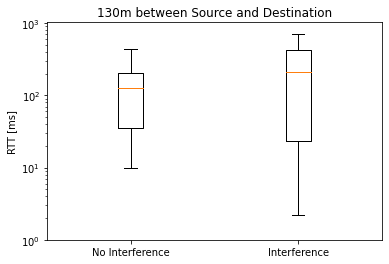 130m between Source and Destination
RTT [ms]
10³
10²
10¹
10⁰
No Interference
Interference